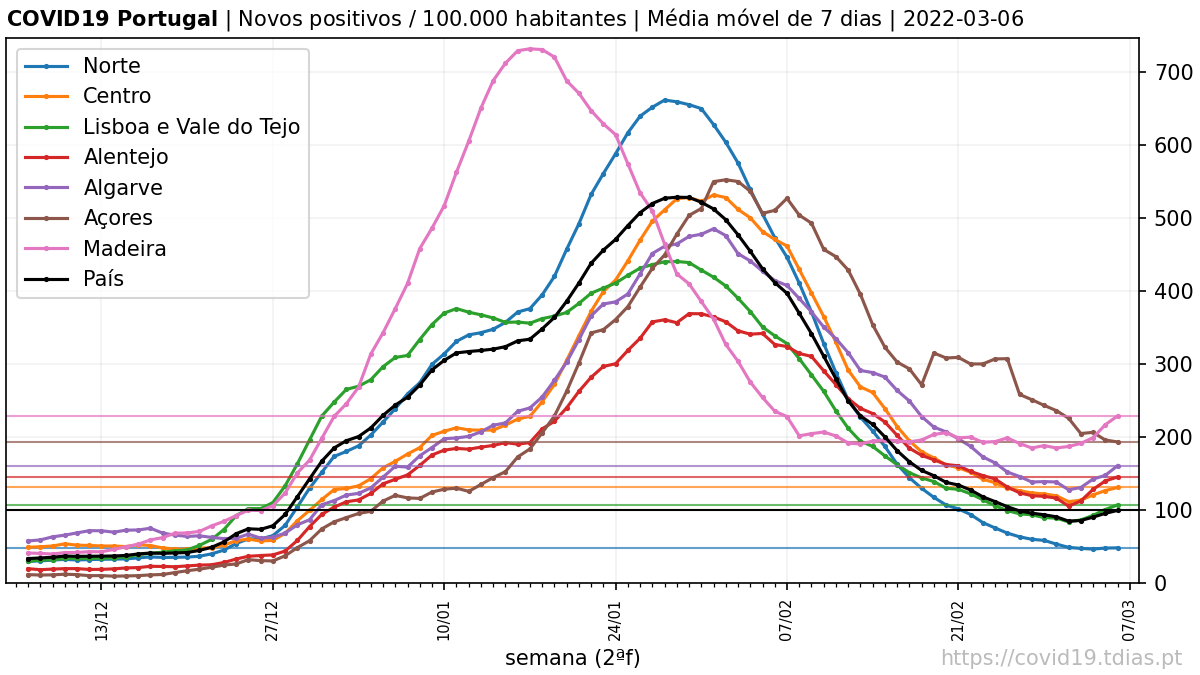 COVID19 Portugal | Novos positivos / 100.000 habitantes | Média móvel de 7 dias | 2022-03-06
Norte
Centro
Lisboa e Vale do Tejo
Alentejo
Algarve
Açores
Madeira
País
700
600
500
400
300
200
100
0
13/12
27/12
10/01
24/01
07/02
21/02
07/03
semana (2ªf)
https://covid19.tdias.pt